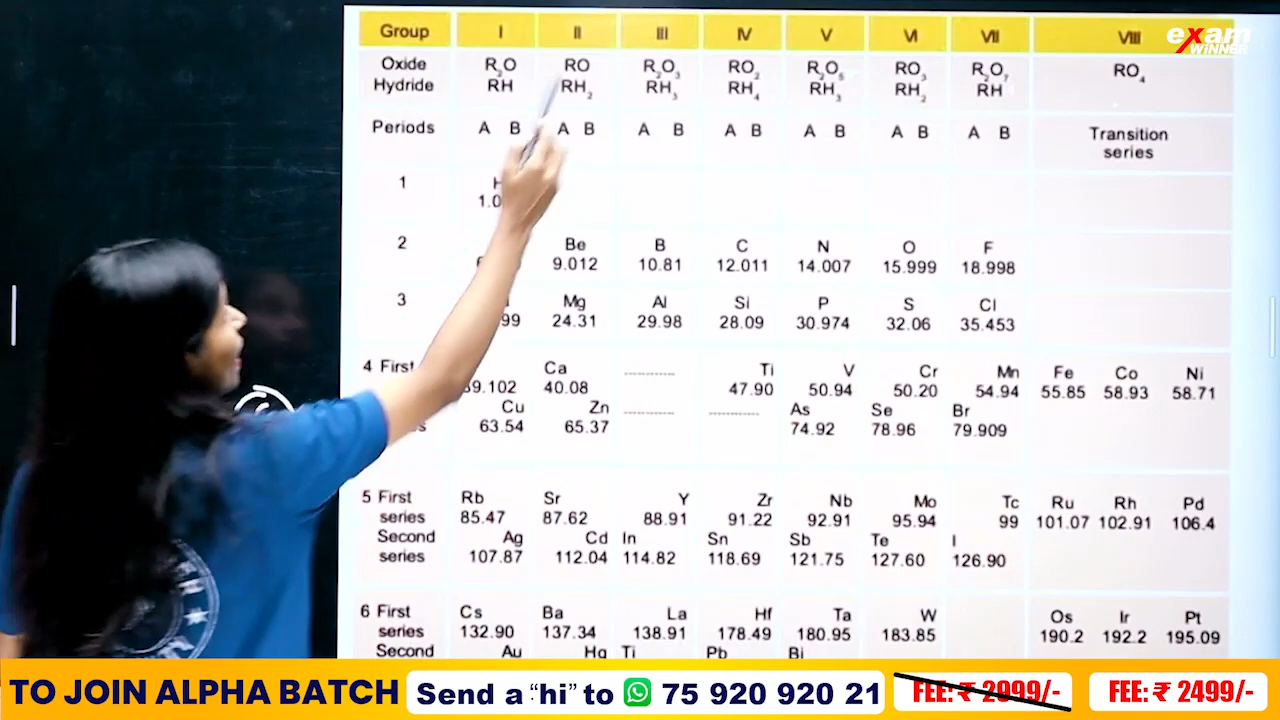 exam
WiNNER
Group I II III IV V VI VII VIII
Oxide R₂O RO R₂O₃ RO₂ R₂O₅ RO₃ R₂O₇ RO₄
Hydride RH RH₂ RH₃ RH₄ RH₃ RH₂ RH
Periods A B A B A B A B A B A B A B Transition
series
1 H
1.0
2 Be B C N O F
9.012 10.81 12.011 14.007 15.999 18.998
3 Mg Al Si P S Cl
99 24.31 29.98 28.09 30.974 32.06 35.453
4 First Ca ---------- Ti V Cr Mn Fe Co Ni
39.102 40.08 47.90 50.94 50.20 54.94 55.85 58.93 58.71
Cu Zn ---------- ---------- As Se Br
63.54 65.37 74.92 78.96 79.909
5 First Rb Sr Y Zr Nb Mo Tc Ru Rh Pd
series 85.47 87.62 88.91 91.22 92.91 95.94 99 101.07 102.91 106.4
Second Ag Cd In Sn Sb Te I
series 107.87 112.04 114.82 118.69 121.75 127.60 126.90
6 First Cs Ba La Hf Ta W Os Ir Pt
series 132.90 137.34 138.91 178.49 180.95 183.85 190.2 192.2 195.09
Second Au Hg Tl Pb Bi
TO JOIN ALPHA BATCH Send a “hi” to 75 920 920 21 FEE: ₹ 2999/- FEE: ₹ 2499/-